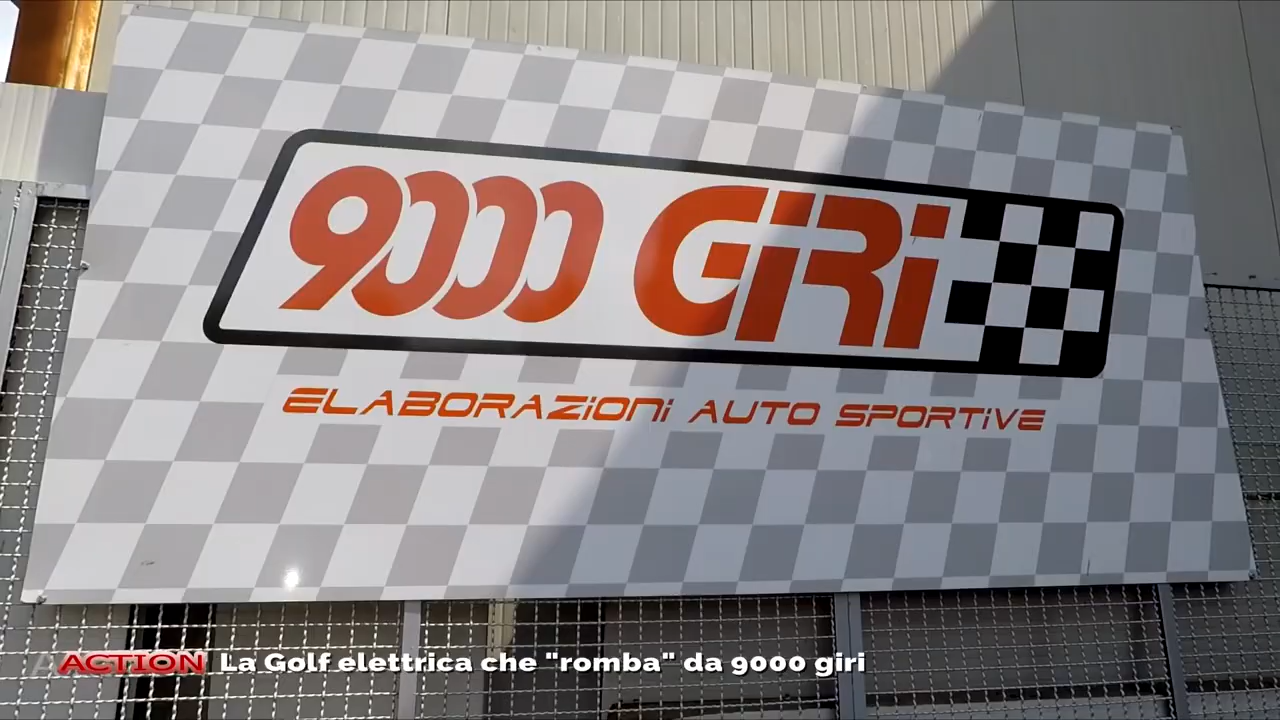 9000 GIRI
ELABORAZIONI AUTO SPORTIVE
ACTION La Golf elettrica che "romba" da 9000 giri